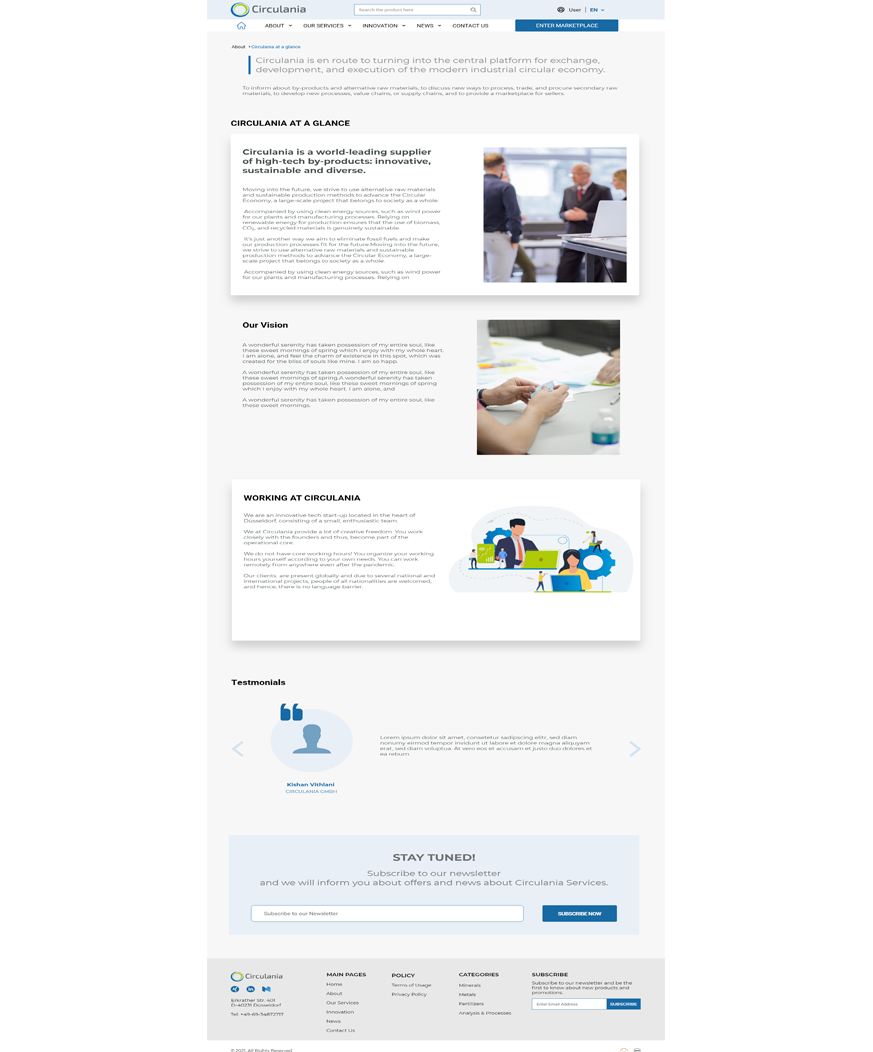 Circulania
Search the product here
User | EN
ABOUT OUR SERVICES INNOVATION NEWS CONTACT US ENTER MARKETPLACE
About Circulania at a glance
Circulania is en route to turning into the central platform for exchange,
development, and execution of the modern industrial circular economy.
To inform about by-products and alternative raw materials, to discuss new ways to process, trade, and procure secondary raw
materials, to develop new processes, value chains, or supply chains, and to provide a marketplace for sellers.
CIRCULANIA AT A GLANCE
Circulania is a world-leading supplier
of high-tech by-products: innovative,
sustainable and diverse.
Moving into the future, we strive to use alternative raw materials
and sustainable production methods to advance the Circular
Economy, a large-scale project that belongs to society as a whole.
Accompanied by using clean energy sources, such as wind power
for our plants and manufacturing processes. Relying on
renewable energy for production ensures that the use of biomass,
CO₂, and recycled materials is genuinely sustainable.
It's just another way we aim to eliminate fossil fuels and make
our production processes fit for the future.Moving into the future,
we strive to use alternative raw materials and sustainable
production methods to advance the Circular Economy, a large-
scale project that belongs to society as a whole.
Accompanied by using clean energy sources, such as wind power
for our plants and manufacturing processes. Relying on
Our Vision
A wonderful serenity has taken possession of my entire soul, like
these sweet mornings of spring which I enjoy with my whole heart.
I am alone, and feel the charm of existence in this spot, which was
created for the bliss of souls like mine. I am so happ.
A wonderful serenity has taken possession of my entire soul, like
these sweet mornings of spring.A wonderful serenity has taken
possession of my entire soul, like these sweet mornings of spring
which I enjoy with my whole heart. I am alone, and
A wonderful serenity has taken possession of my entire soul, like
these sweet mornings.
WORKING AT CIRCULANIA
We are an innovative tech start-up located in the heart of
Düsseldorf, consisting of a small, enthusiastic team.
We at Circulania provide a lot of creative freedom. You work
closely with the founders and thus, become part of the
operational core.
We do not have core working hours! You organize your working
hours yourself according to your own needs. You can work
remotely from anywhere even after the pandemic.
Our clients are present globally and due to several national and
international projects, people of all nationalities are welcomed,
and hence, there is no language barrier.
Testmonials
Lorem ipsum dolor sit amet, consetetur sadipscing elitr, sed diam
nonumy eirmod tempor invidunt ut labore et dolore magna aliquyam
erat, sed diam voluptua. At vero eos et accusam et justo duo dolores et
ea rebum
Kishan Vithlani
CIRCULANIA GMBH
STAY TUNED!
Subscribe to our newsletter
and we will inform you about offers and news about Circulania Services.
Subscribe to our Newsletter
SUBSCRIBE NOW
Circulania
Erkrather Str. 401
D-40231 Düsseldorf
MAIN PAGES
Home
About
Our Services
Innovation
News
Contact Us
POLICY
Terms of Usage
Privacy Policy
CATEGORIES
Minerals
Metals
Fertilizers
Analysis & Processes
SUBSCRIBE
Subscribe to our newsletter and be the
first to know about new products and
promotions.
Enter Email Address
SUBSCRIBE
© 2021. All Rights Reserved